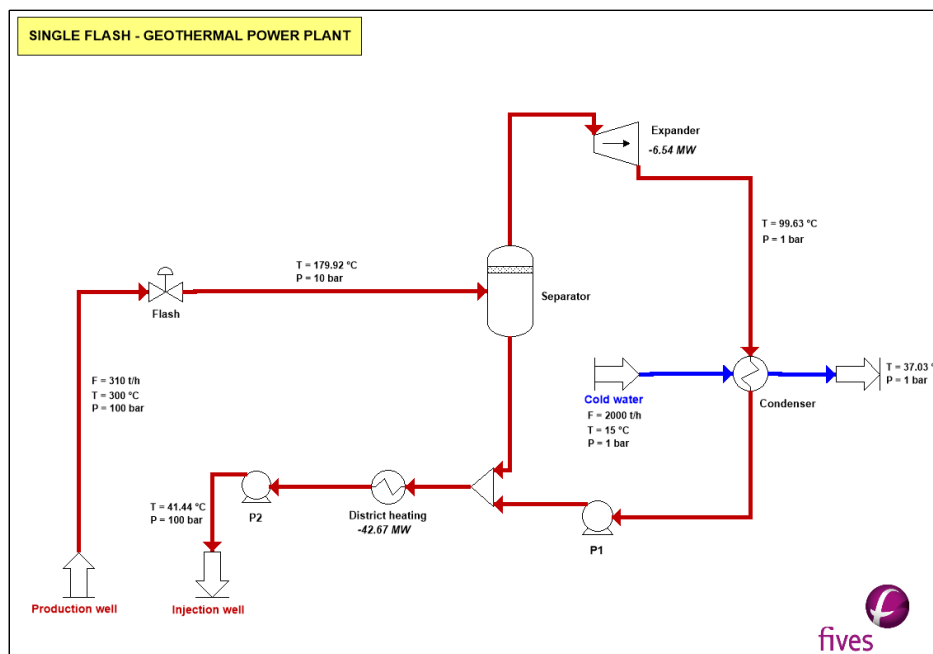 SINGLE FLASH - GEOTHERMAL POWER PLANT
Expander
-6.54 MW
T = 99.63 °C
P = 1 bar
T = 179.92 °C
P = 10 bar
Separator
Flash
F = 310 t/h
T = 300 °C
P = 100 bar
Cold water
F = 2000 t/h
T = 15 °C
P = 1 bar
Condenser
T = 37.03 °
P = 1 bar
T = 41.44 °C
P = 100 bar
P2
District heating
-42.67 MW
P1
Production well
Injection well
f
fives